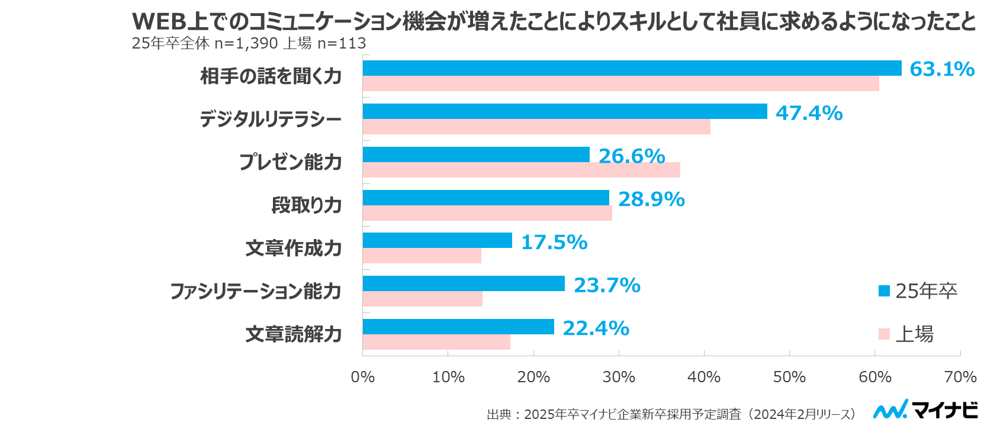 WEB上でのコミュニケーション機会が増えたことによりスキルとして社員に求めるようになったこと
25年卒全体 n=1,390 上場 n=113
相手の話を聞く力 63.1%
デジタルリテラシー 47.4%
プレゼン能力 26.6%
段取り力 28.9%
文章作成力 17.5%
ファシリテーション能力 23.7%
文章読解力 22.4%
25年卒
上場
0% 10% 20% 30% 40% 50% 60% 70%
出典：2025年卒マイナビ企業新卒採用予定調査（2024年2月リリース）
マイナビ